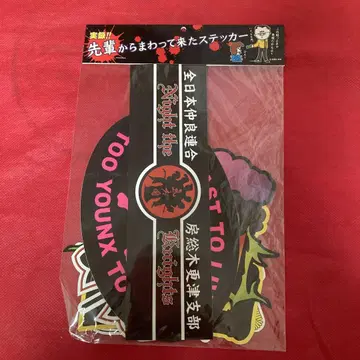 実録!!
先輩からまわって来たステッカー
全日本仲良連合
Night the Knights
房総木更津支部
TOO YOUNX TO
ST TO LI